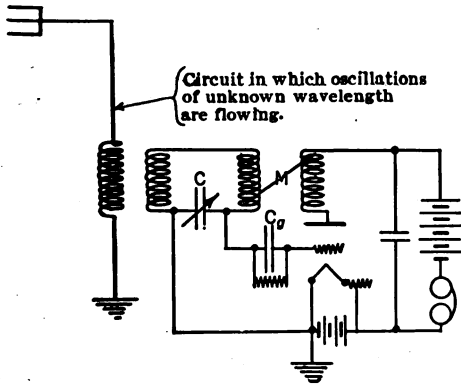 Circuit in which oscillations
of unknown wavelength
are flowing.
C
M
Cg